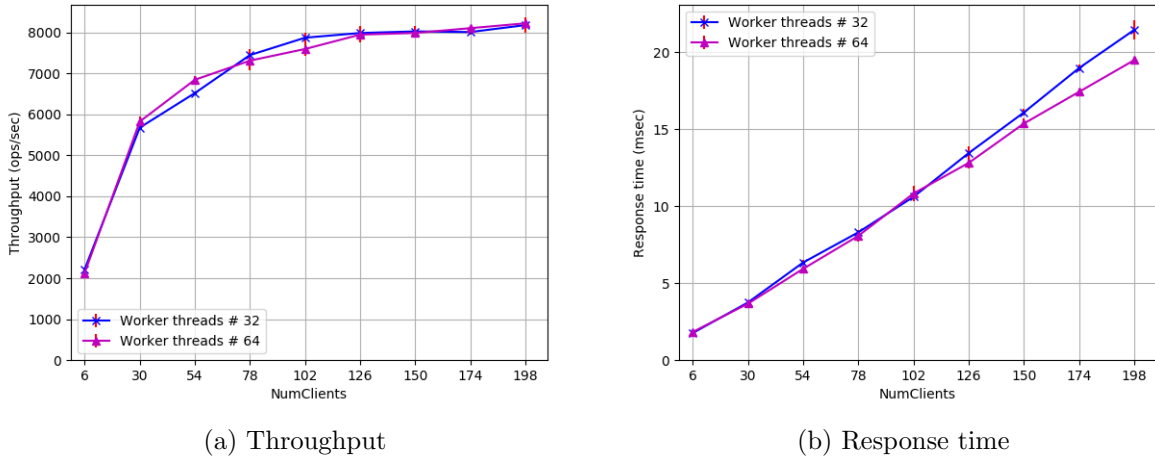 8000
7000
6000
5000
4000
3000
2000
1000
0
Throughput (ops/sec)
Worker threads # 32
Worker threads # 64
6 30 54 78 102 126 150 174 198
NumClients
(a) Throughput
Worker threads # 32
Worker threads # 64
20
15
10
5
0
Response time (msec)
6 30 54 78 102 126 150 174 198
NumClients
(b) Response time